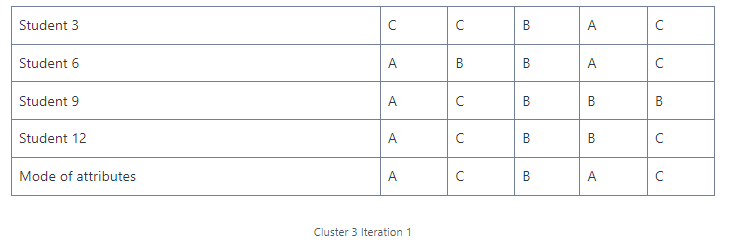 Student 3 C C B A C
Student 6 A B B A C
Student 9 A C B B B
Student 12 A C B B C
Mode of attributes A C B A C
Cluster 3 Iteration 1